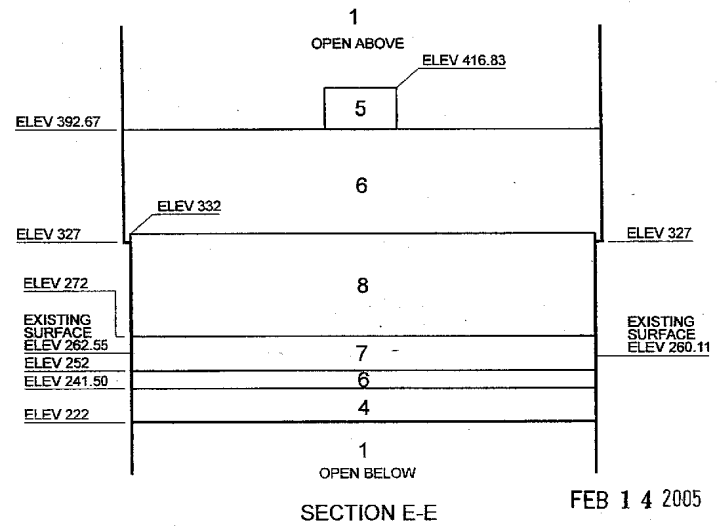 1
OPEN ABOVE
ELEV 416.83
5
ELEV 392.67
6
ELEV 332
ELEV 327
ELEV 327
8
ELEV 272
EXISTING
SURFACE
ELEV 262.55
EXISTING
SURFACE
ELEV 260.11
7
ELEV 252
6
ELEV 241.50
4
ELEV 222
1
OPEN BELOW
SECTION E-E
FEB 14 2005